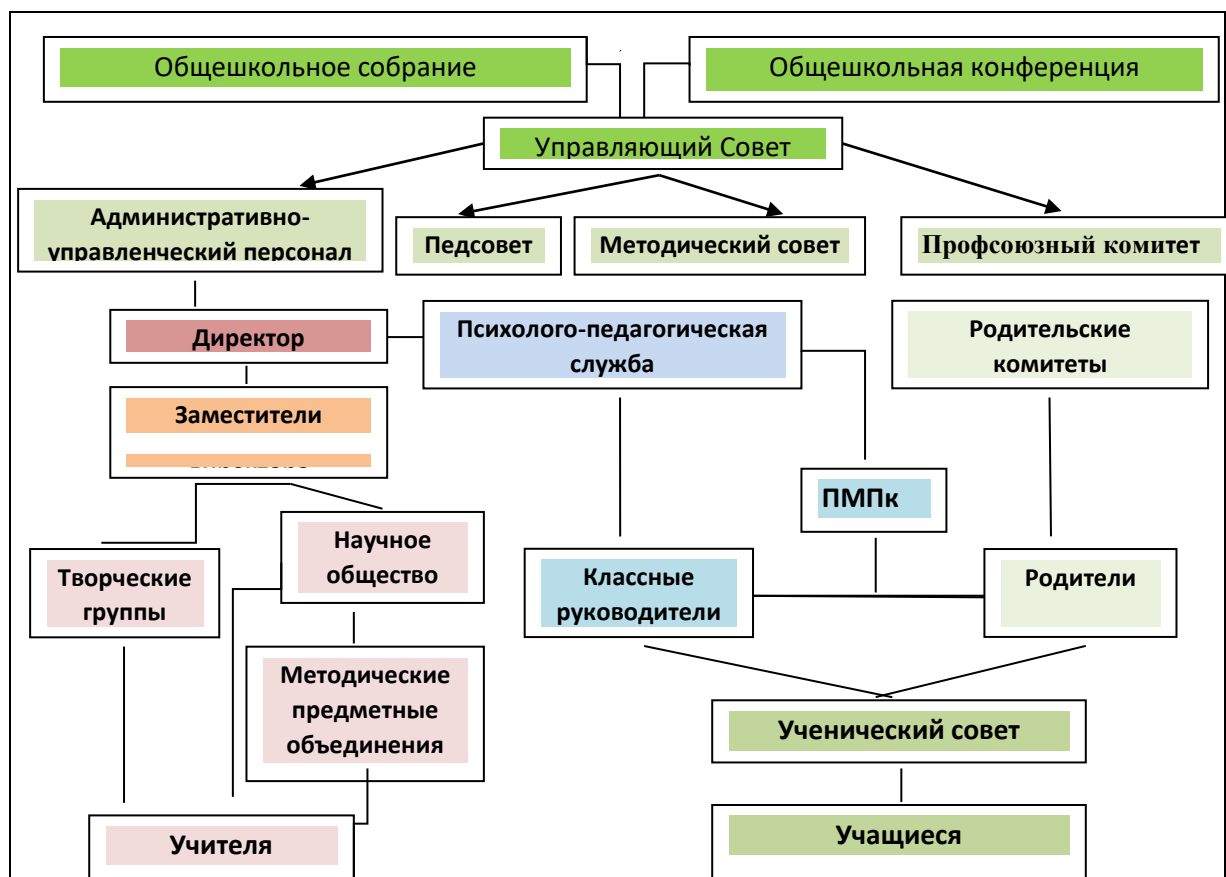 Общешкольное собрание
Общешкольная конференция
Управляющий Совет
Административно-
управленческий персонал
Педсовет
Методический совет
Профсоюзный комитет
Директор
Психолого-педагогическая
служба
Родительские
комитеты
Заместители
ПМПк
Научное
общество
Творческие
группы
Классные
руководители
Родители
Методические
предметные
объединения
Ученический совет
Учителя
Учащиеся